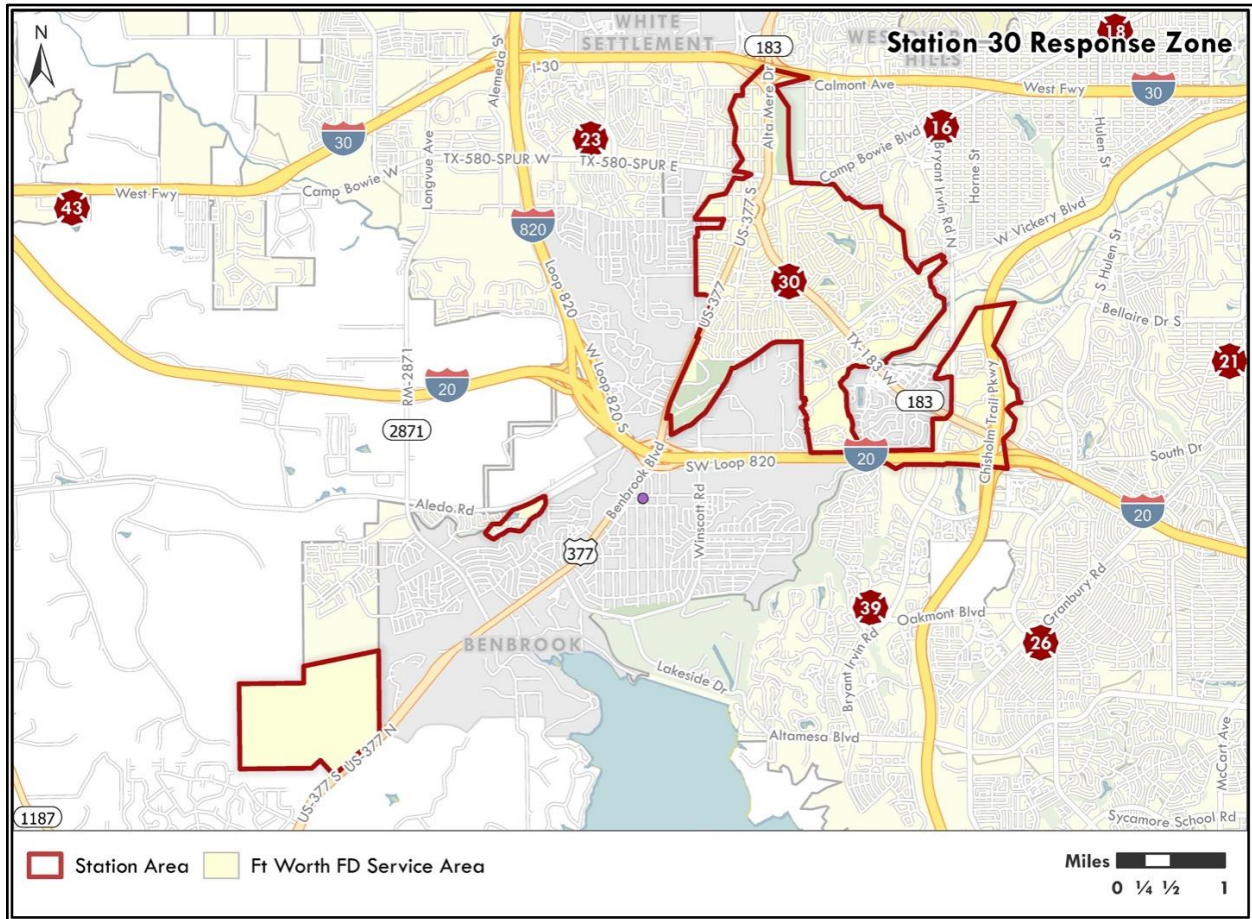 N
WHITE
SETTLEMENT
183
Station 30 Response Zone
18
HILLS
Alemeda St
I-30
Calmont Ave
West Fwy
30
Alta Mere Dr
30
23
16
Longvue Ave
TX-580-SPUR W
TX-580-SPUR E
Camp Bowie Blvd
Bryant Irvin Rd N
Horne St
Hulen St
West Fwy
Camp Bowie W
43
820
US-377 S
W Vickery Blvd
S Hulen St
Loop 820
30
US-377
Bellaire Dr S
W Loop 820 S
TX-183 W
21
RM-2871
20
183
Chisholm Trail Pkwy
2871
20
South Dr
SW Loop 820
Benbrook Blvd
Winscott Rd
Aledo Rd
20
377
39
Oakmont Blvd
Granbury Rd
26
BENBROOK
Bryant Irvin Rd
Lakeside Dr
Altamesa Blvd
McCart Ave
US-377 S
US-377 N
1187
Sycamore School Rd
Station Area
Ft Worth FD Service Area
Miles
0 ¼ ½ 1